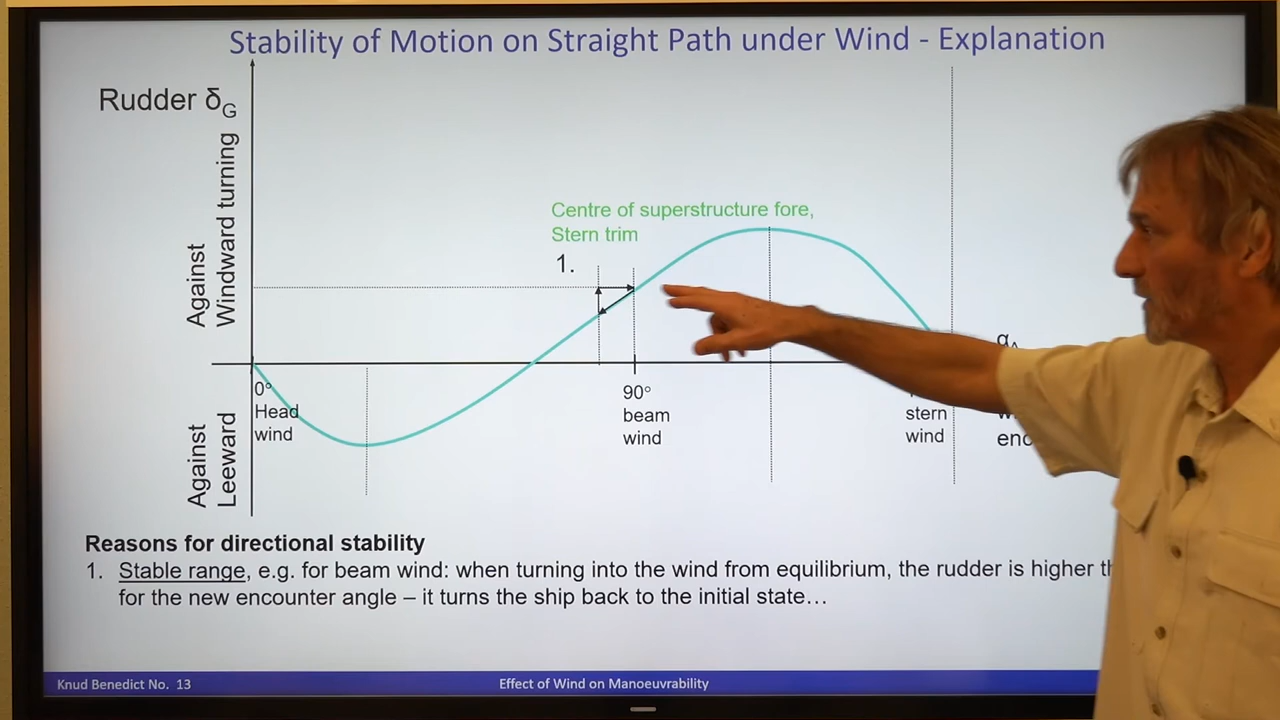 Stability of Motion on Straight Path under Wind - Explanation
Rudder δG
Against
Windward turning
Centre of superstructure fore,
Stern trim
1.
0°
Head
wind
90°
beam
wind
stern
wind
Against
Leeward
Reasons for directional stability
1. Stable range, e.g. for beam wind: when turning into the wind from equilibrium, the rudder is higher
for the new encounter angle – it turns the ship back to the initial state…
Knud Benedict No. 13
Effect of Wind on Manoeuvrability